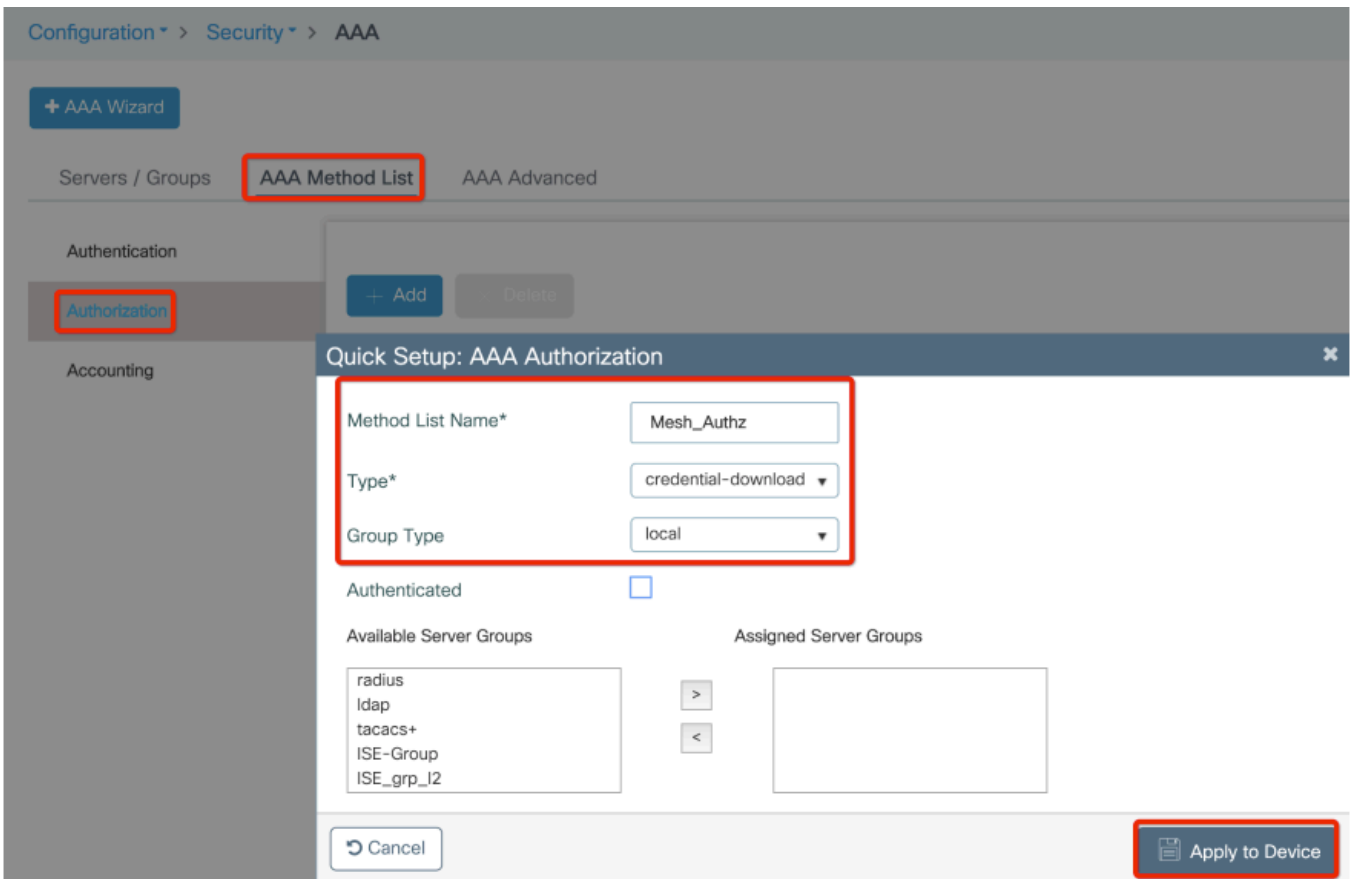 Configuration > Security > AAA
+ AAA Wizard
Servers / Groups AAA Method List AAA Advanced
Authentication
Authorization
Accounting
+ Add × Delete
Quick Setup: AAA Authorization ×
Method List Name* Mesh_Authz
Type* credential-download
Group Type local
Authenticated
Available Server Groups Assigned Server Groups
radius
ldap
tacacs+
ISE-Group
ISE_grp_l2
>
<
Cancel Apply to Device